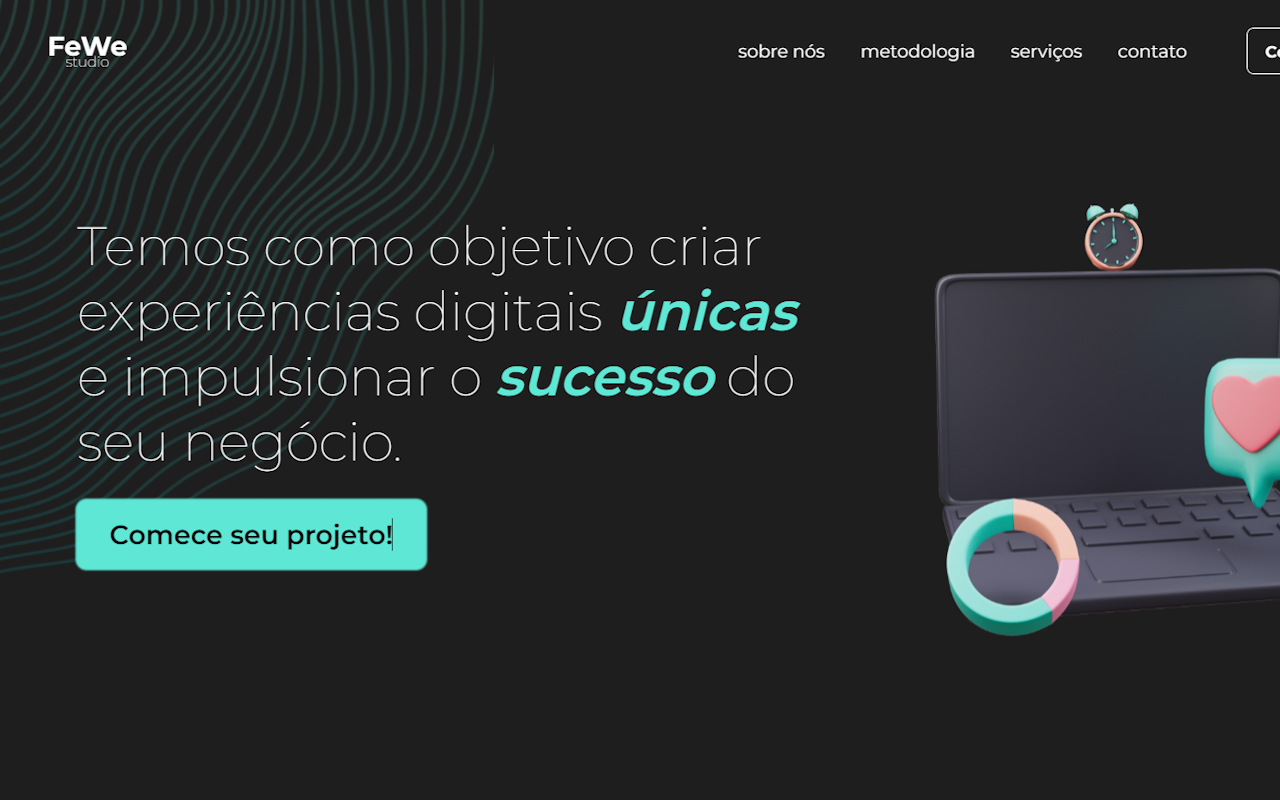 FeWe
studio
sobre nós
metodologia
serviços
contato
Temos como objetivo criar
experiências digitais únicas
e impulsionar o sucesso do
seu negócio.
Comece seu projeto!